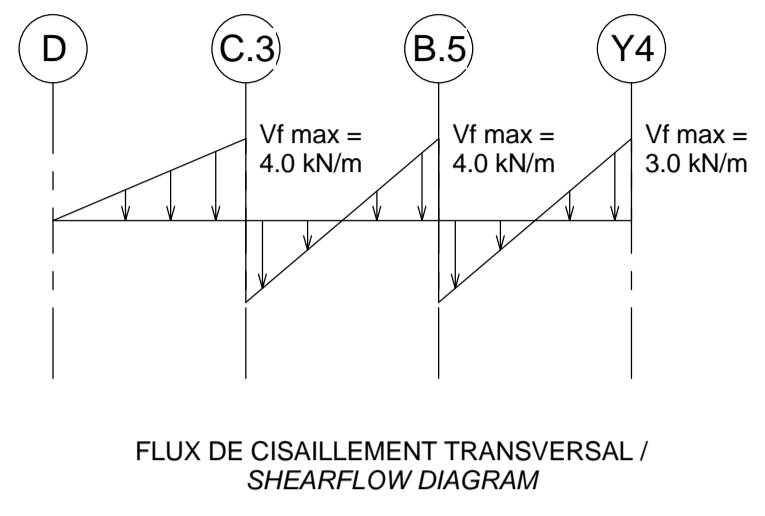 D
C.3
B.5
Y4
Vf max =
4.0 kN/m
Vf max =
4.0 kN/m
Vf max =
3.0 kN/m
FLUX DE CISAILLEMENT TRANSVERSAL /
SHEARFLOW DIAGRAM